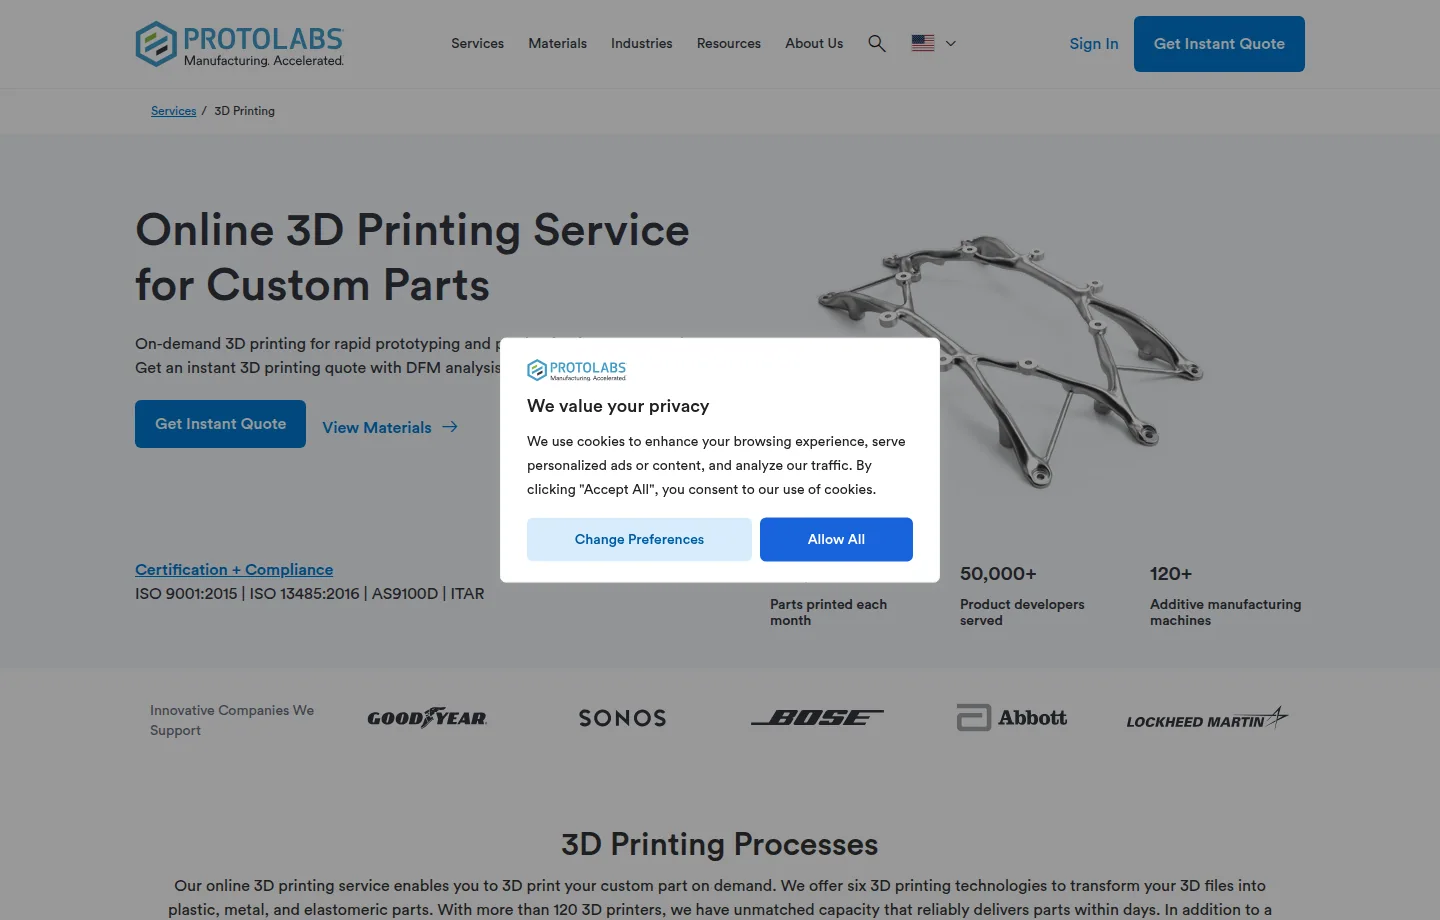 PROTOLABS
Manufacturing. Accelerated.
Services
Materials
Industries
Resources
About Us
Sign In
Get Instant Quote
Services / 3D Printing
Online 3D Printing Service
for Custom Parts
On-demand 3D printing for rapid prototyping and
Get an instant 3D printing quote with DFM analysis
Get Instant Quote
View Materials
PROTOLABS
Manufacturing. Accelerated.
We value your privacy
We use cookies to enhance your browsing experience, serve
personalized ads or content, and analyze our traffic. By
clicking "Accept All", you consent to our use of cookies.
Change Preferences
Allow All
Certification + Compliance
ISO 9001:2015 | ISO 13485:2016 | AS9100D | ITAR
Parts printed each
month
50,000+
Product developers
served
120+
Additive manufacturing
machines
Innovative Companies We
Support
GOODYEAR
SONOS
BOSE
Abbott
LOCKHEED MARTIN
3D Printing Processes
Our online 3D printing service enables you to 3D print your custom part on demand. We offer six 3D printing technologies to transform your 3D files into
plastic, metal, and elastomeric parts. With more than 120 3D printers, we have unmatched capacity that reliably delivers parts within days. In addition to a